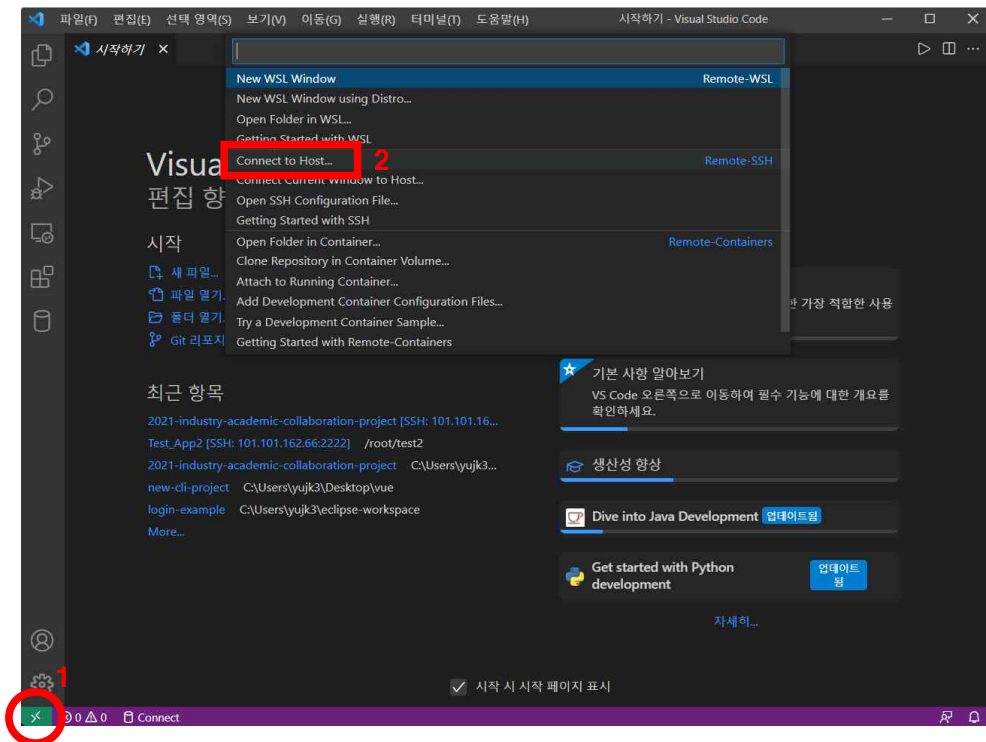 파일(F) 편집(E) 선택 영역(S) 보기(V) 이동(G) 실행(R) 터미널(T) 도움말(H) 시작하기 - Visual Studio Code
시작하기
New WSL Window Remote-WSL
New WSL Window using Distro...
Open Folder in WSL...
Getting Started with WSL
Connect to Host... 2 Remote-SSH
Connect Current Window to Host...
Open SSH Configuration File...
Getting Started with SSH
Open Folder in Container... Remote-Containers
Clone Repository in Container Volume...
Attach to Running Container...
Add Development Container Configuration Files...
Try a Development Container Sample...
Getting Started with Remote-Containers
Visua
편집 향
시작
새 파일...
파일 열기.
폴더 열기.
Git 리포지
가장 적합한 사용
최근 항목
2021-industry-academic-collaboration-project [SSH: 101.101.16...
Test_App2 [SSH: 101.101.162.66:2222] /root/test2
2021-industry-academic-collaboration-project C:\Users\yujk3...
new-cli-project C:\Users\yujk3\Desktop\vue
login-example C:\Users\yujk3\eclipse-workspace
More...
기본 사항 알아보기
VS Code 오른쪽으로 이동하여 필수 기능에 대한 개요를
확인하세요.
생산성 향상
Dive into Java Development 업데이트됨
Get started with Python
development
업데이트
됨
자세히...
시작 시 시작 페이지 표시
1
0 0 Connect